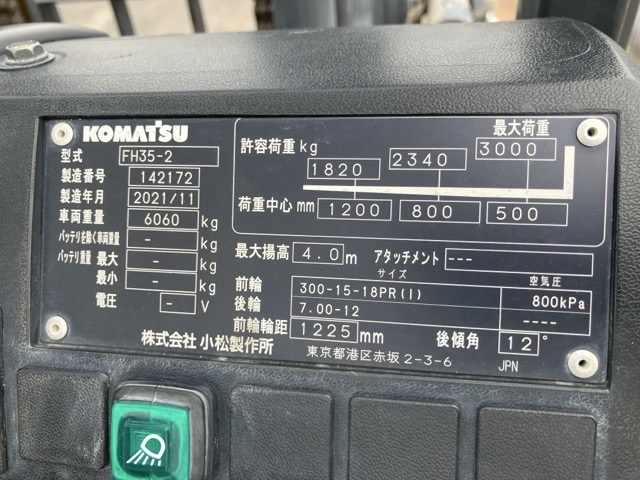 KOMATSU
型式 FH35-2
製造番号 142172
製造年月 2021/11
車両重量 6060 kg
バッテリを除く車両重量 - kg
バッテリ重量 最大 - kg
最小 - kg
電圧 - V
株式会社 小松製作所
最大荷重
許容荷重 kg 1820 2340 3000
荷重中心 mm 1200 800 500
最大揚高 4.0 m アタッチメント ---
サイズ 空気圧
前輪 300-15-18PR(I) 800kPa
後輪 7.00-12 ----
前輪輪距 1225 mm 後傾角 12°
東京都港区赤坂 2-3-6 JPN